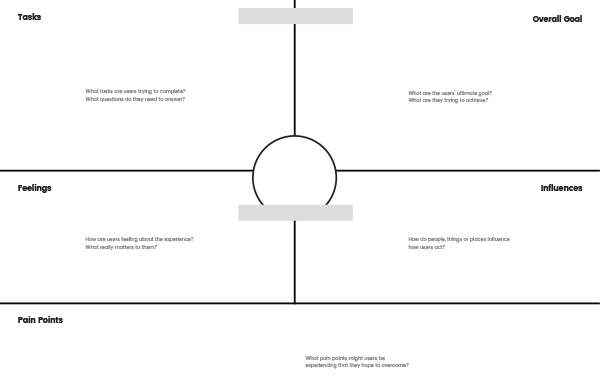 Tasks
Overall Goal
What tasks are users trying to complete?
What questions do they need to answer?
What are the users' ultimate goal?
What are they trying to achieve?
Feelings
Influences
How are users feeling about the experience?
What really matters to them?
How do people, things or places influence
how users act?
Pain Points
What pain points might users be
experiencing that they hope to overcome?